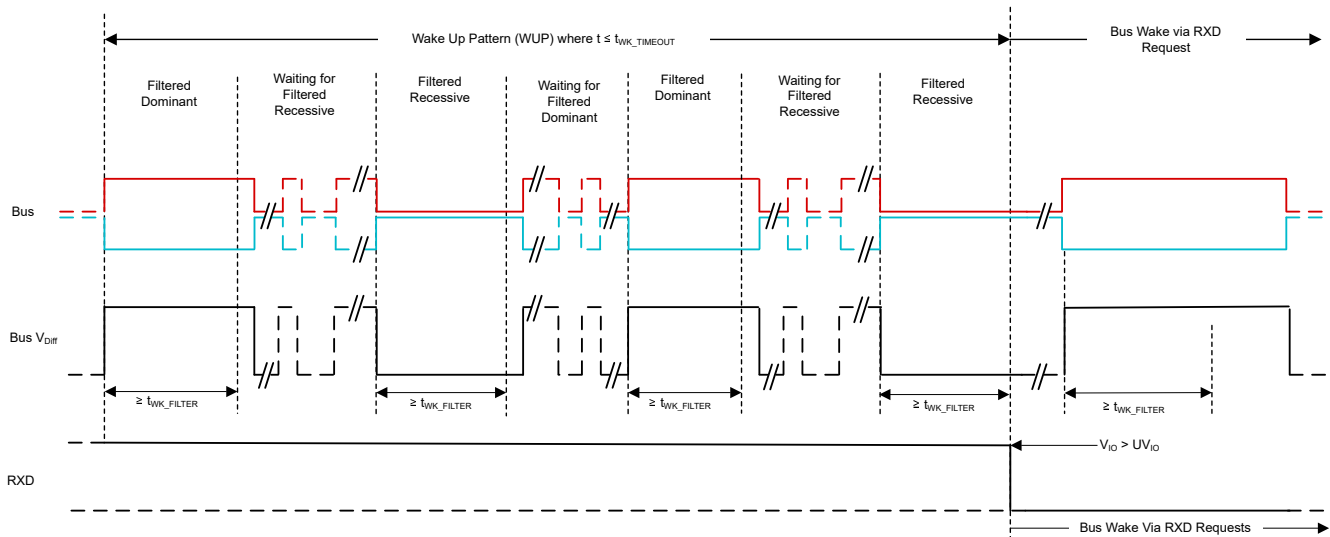 Wake Up Pattern (WUP) where t ≤ tWK_TIMEOUT
Bus Wake via RXD
Request
Filtered
Dominant
Waiting for
Filtered
Recessive
Filtered
Recessive
Waiting for
Filtered
Dominant
Filtered
Dominant
Waiting for
Filtered
Recessive
Filtered
Recessive
Bus
Bus VDiff
≥ tWK_FILTER
≥ tWK_FILTER
≥ tWK_FILTER
≥ tWK_FILTER
≥ tWK_FILTER
VIO > UVIO
RXD
Bus Wake Via RXD Requests